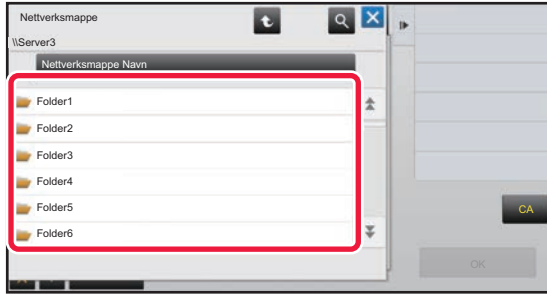 Nettverksmappe
\\Server3
Nettverksmappe Navn
Folder1
Folder2
Folder3
Folder4
Folder5
Folder6
CA
OK